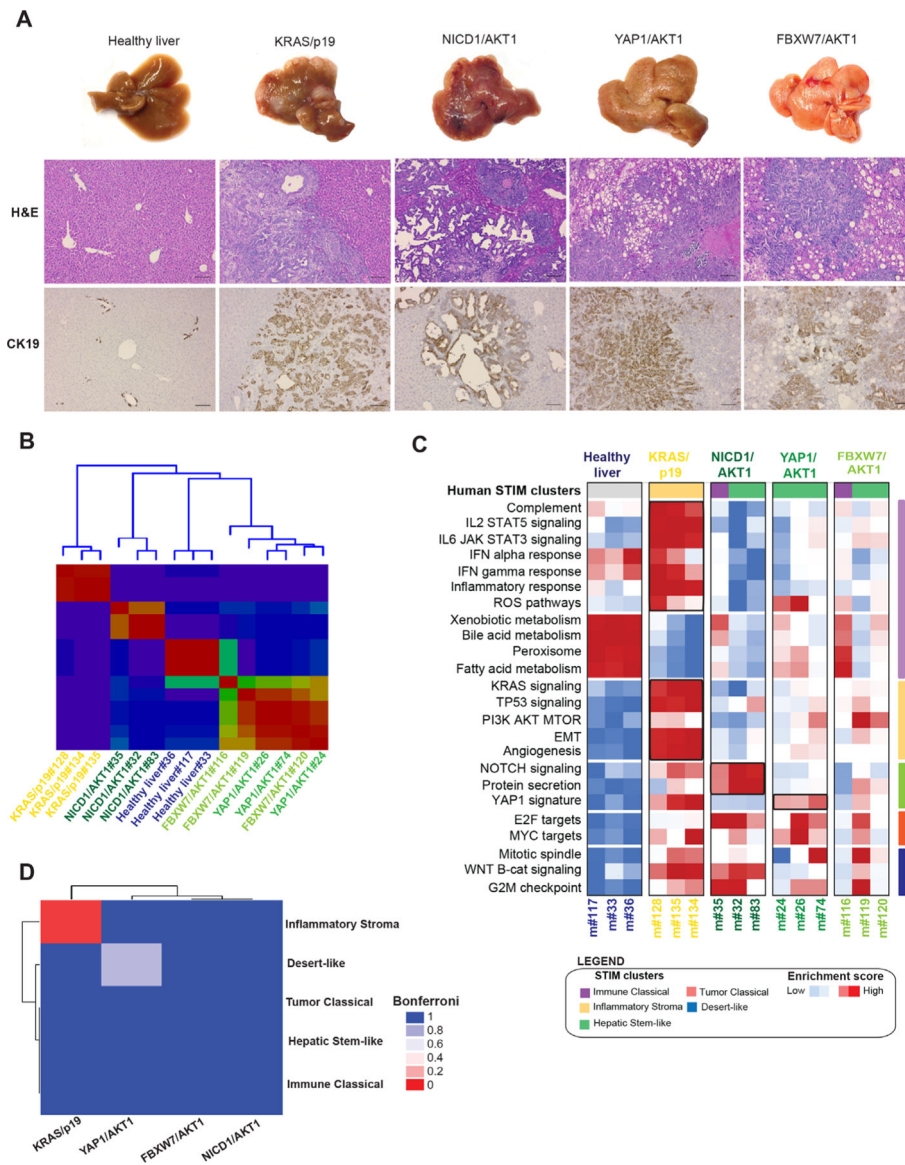 A
Healthy liver
KRAS/p19
NICD1/AKT1
YAP1/AKT1
FBXW7/AKT1
H&E
CK19
B
KRAS/p19#128
KRAS/p19#134
KRAS/p19#135
NICD1/AKT1#35
NICD1/AKT1#32
NICD1/AKT1#83
Healthy liver#36
Healthy liver#117
Healthy liver#33
FBXW7/AKT1#116
FBXW7/AKT1#119
YAP1/AKT1#26
YAP1/AKT1#74
FBXW7/AKT1#120
YAP1/AKT1#24
C
Healthy
liver
KRAS/
p19
NICD1/
AKT1
YAP1/
AKT1
FBXW7/
AKT1
Human STIM clusters
Complement
IL2 STAT5 signaling
IL6 JAK STAT3 signaling
IFN alpha response
IFN gamma response
Inflammatory response
ROS pathways
Xenobiotic metabolism
Bile acid metabolism
Peroxisome
Fatty acid metabolism
KRAS signaling
TP53 signaling
PI3K AKT MTOR
EMT
Angiogenesis
NOTCH signaling
Protein secretion
YAP1 signature
E2F targets
MYC targets
Mitotic spindle
WNT B-cat signaling
G2M checkpoint
m#117
m#33
m#36
m#128
m#135
m#134
m#35
m#32
m#83
m#24
m#26
m#74
m#116
m#119
m#120
LEGEND
STIM clusters
Immune Classical
Tumor Classical
Inflammatory Stroma
Desert-like
Hepatic Stem-like
Enrichment score
Low
High
D
Inflammatory Stroma
Desert-like
Tumor Classical
Hepatic Stem-like
Immune Classical
Bonferroni
1
0.8
0.6
0.4
0.2
0
KRAS/p19
YAP1/AKT1
FBXW7/AKT1
NICD1/AKT1